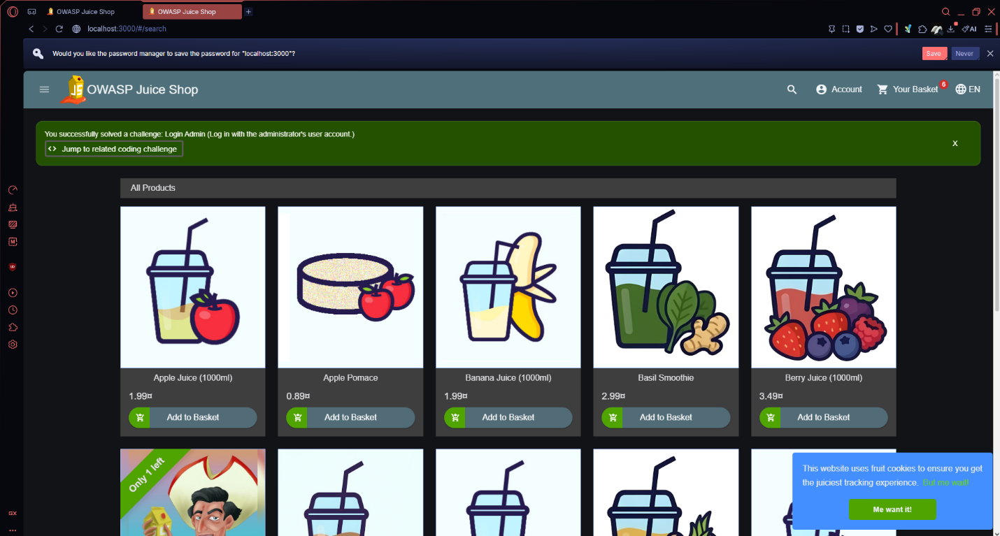 OWASP Juice Shop
OWASP Juice Shop
localhost:3000/#/search
AI
Would you like the password manager to save the password for "localhost:3000"?
Save
Never
JS
OWASP Juice Shop
Account
Your Basket
6
EN
You successfully solved a challenge: Login Admin (Log in with the administrator's user account.)
<> Jump to related coding challenge
X
All Products
Apple Juice (1000ml)
1.99¤
Add to Basket
Apple Pomace
0.89¤
Add to Basket
Banana Juice (1000ml)
1.99¤
Add to Basket
Basil Smoothie
2.99¤
Add to Basket
Berry Juice (1000ml)
3.49¤
Add to Basket
Only 1 left
This website uses fruit cookies to ensure you get
the juiciest tracking experience. But me wait!
Me want it!
M
GX